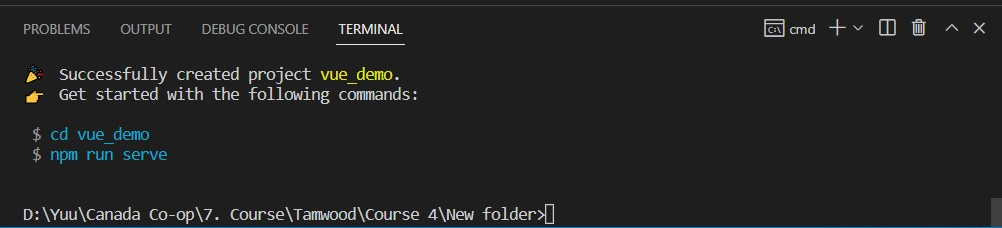 PROBLEMS OUTPUT DEBUG CONSOLE TERMINAL cmd
Successfully created project vue_demo.
Get started with the following commands:
$ cd vue_demo
$ npm run serve
D:\Yuu\Canada Co-op\7. Course\Tamwood\Course 4\New folder>